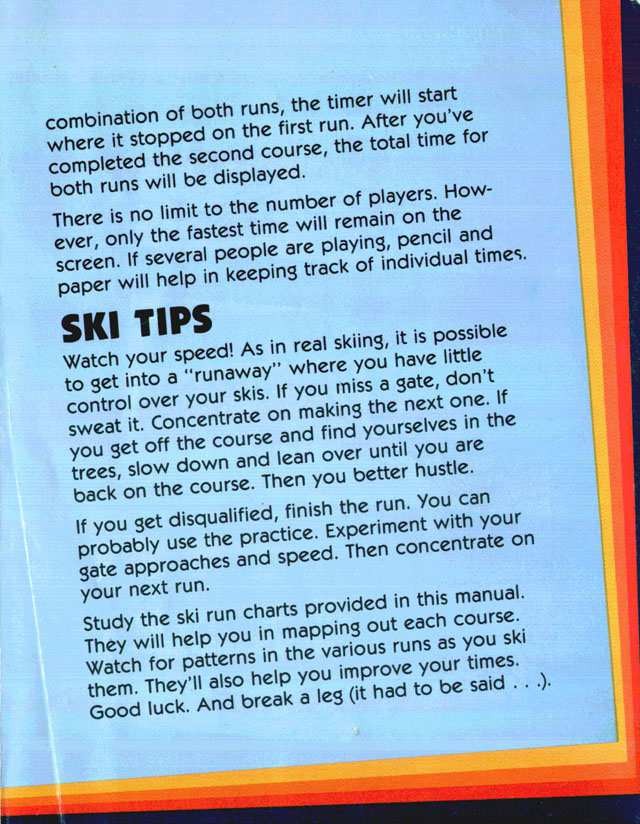 combination of both runs, the timer will start
where it stopped on the first run. After you've
completed the second course, the total time for
both runs will be displayed.
There is no limit to the number of players. How-
ever, only the fastest time will remain on the
screen. If several people are playing, pencil and
paper will help in keeping track of individual times.
SKI TIPS
Watch your speed! As in real skiing, it is possible
to get into a "runaway" where you have little
control over your skis. If you miss a gate, don't
sweat it. Concentrate on making the next one. If
you get off the course and find yourselves in the
trees, slow down and lean over until you are
back on the course. Then you better hustle.
If you get disqualified, finish the run. You can
probably use the practice. Experiment with your
gate approaches and speed. Then concentrate on
your next run.
Study the ski run charts provided in this manual.
They will help you in mapping out each course.
Watch for patterns in the various runs as you ski
them. They'll also help you improve your times.
Good luck. And break a leg (it had to be said . . .).